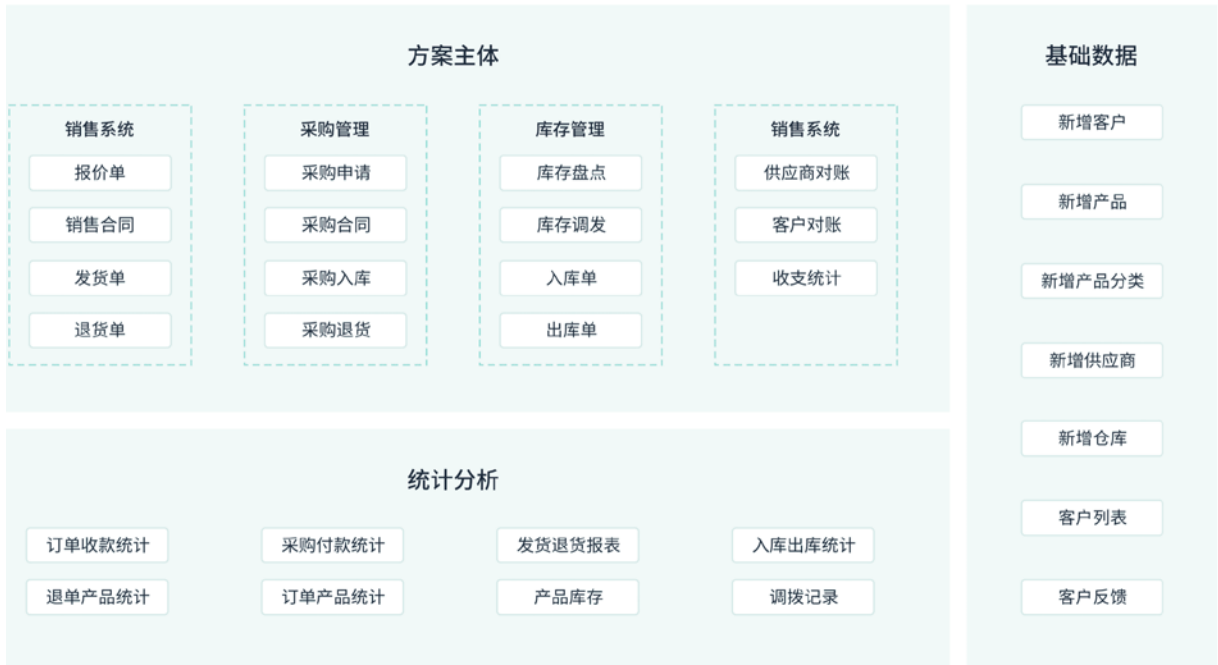 方案主体
销售系统
报价单
销售合同
发货单
退货单
采购管理
采购申请
采购合同
采购入库
采购退货
库存管理
库存盘点
库存调发
入库单
出库单
销售系统
供应商对账
客户对账
收支统计
统计分析
订单收款统计
采购付款统计
发货退货报表
入库出库统计
退单产品统计
订单产品统计
产品库存
调拨记录
基础数据
新增客户
新增产品
新增产品分类
新增供应商
新增仓库
客户列表
客户反馈